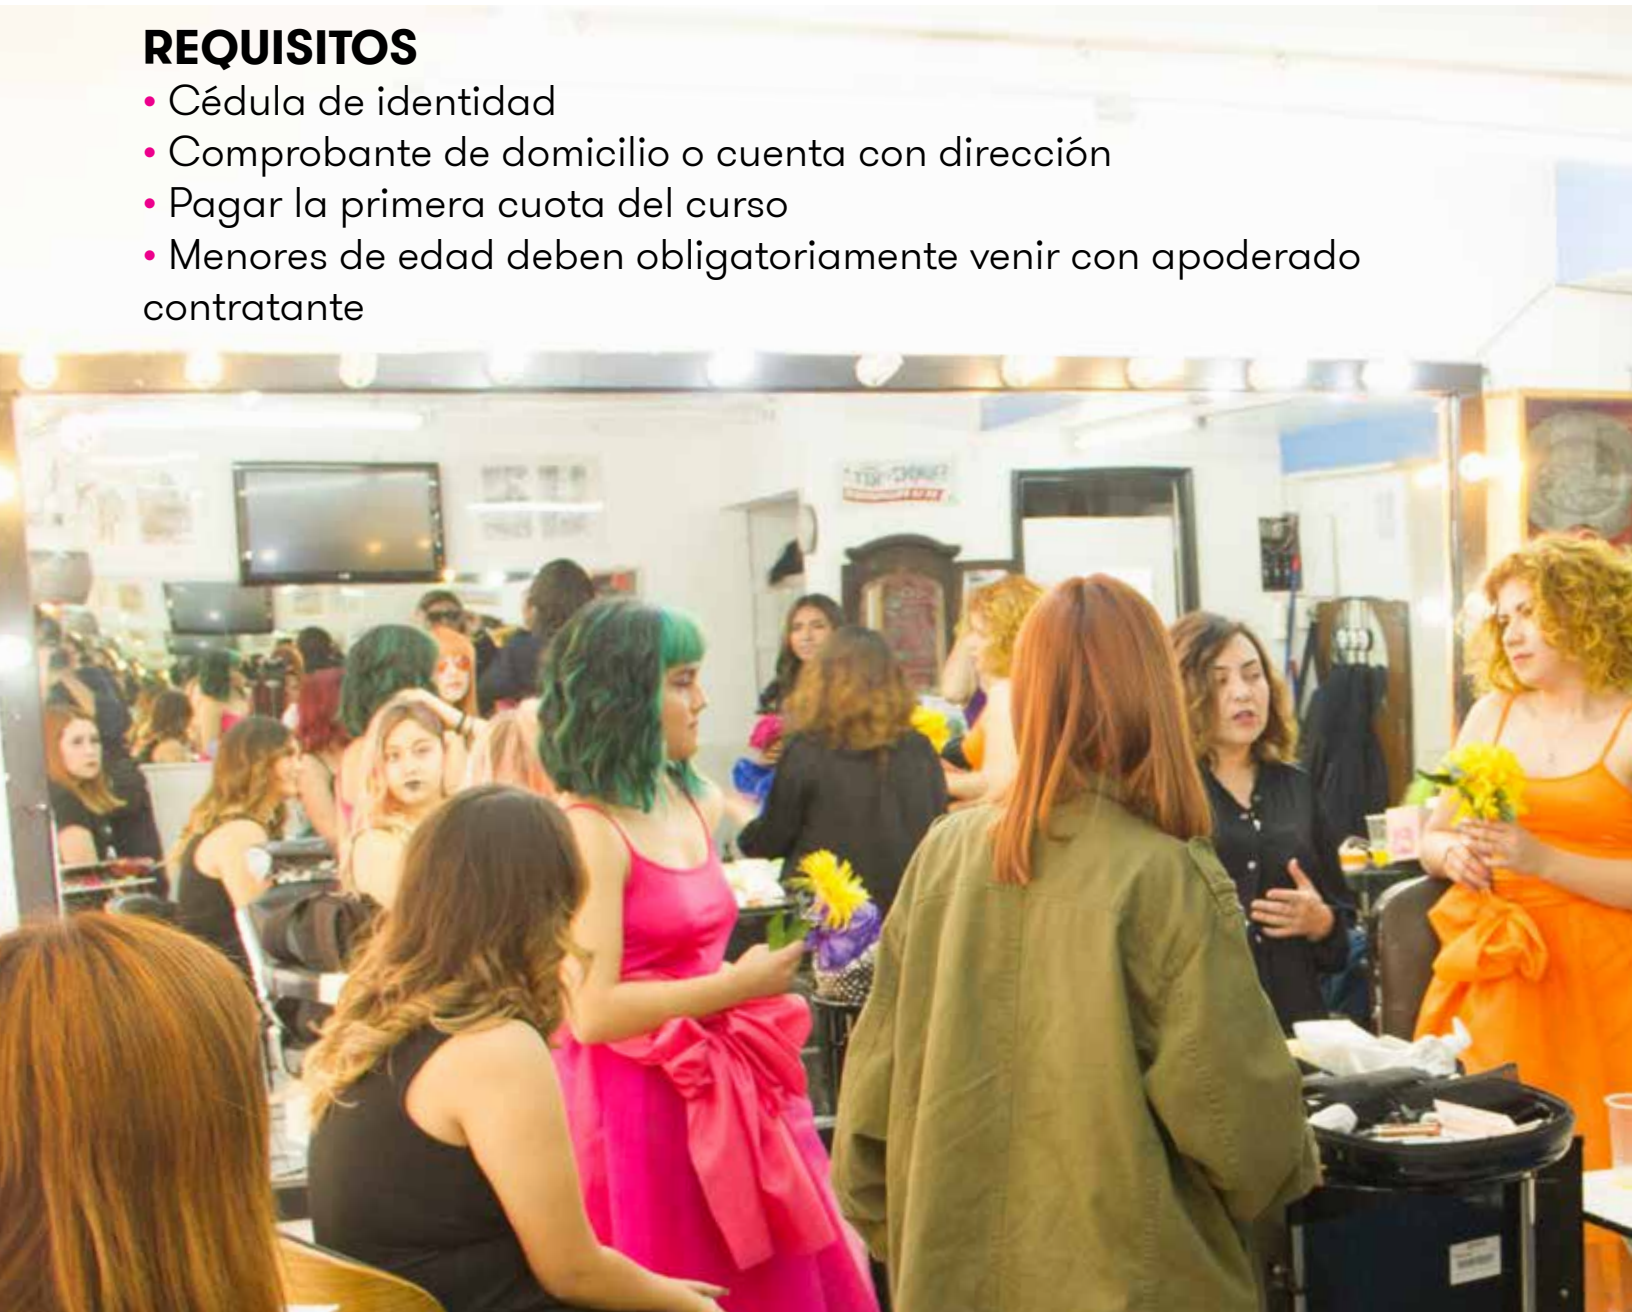 REQUISITOS
• Cédula de identidad
• Comprobante de domicilio o cuenta con dirección
• Pagar la primera cuota del curso
• Menores de edad deben obligatoriamente venir con apoderado
contratante